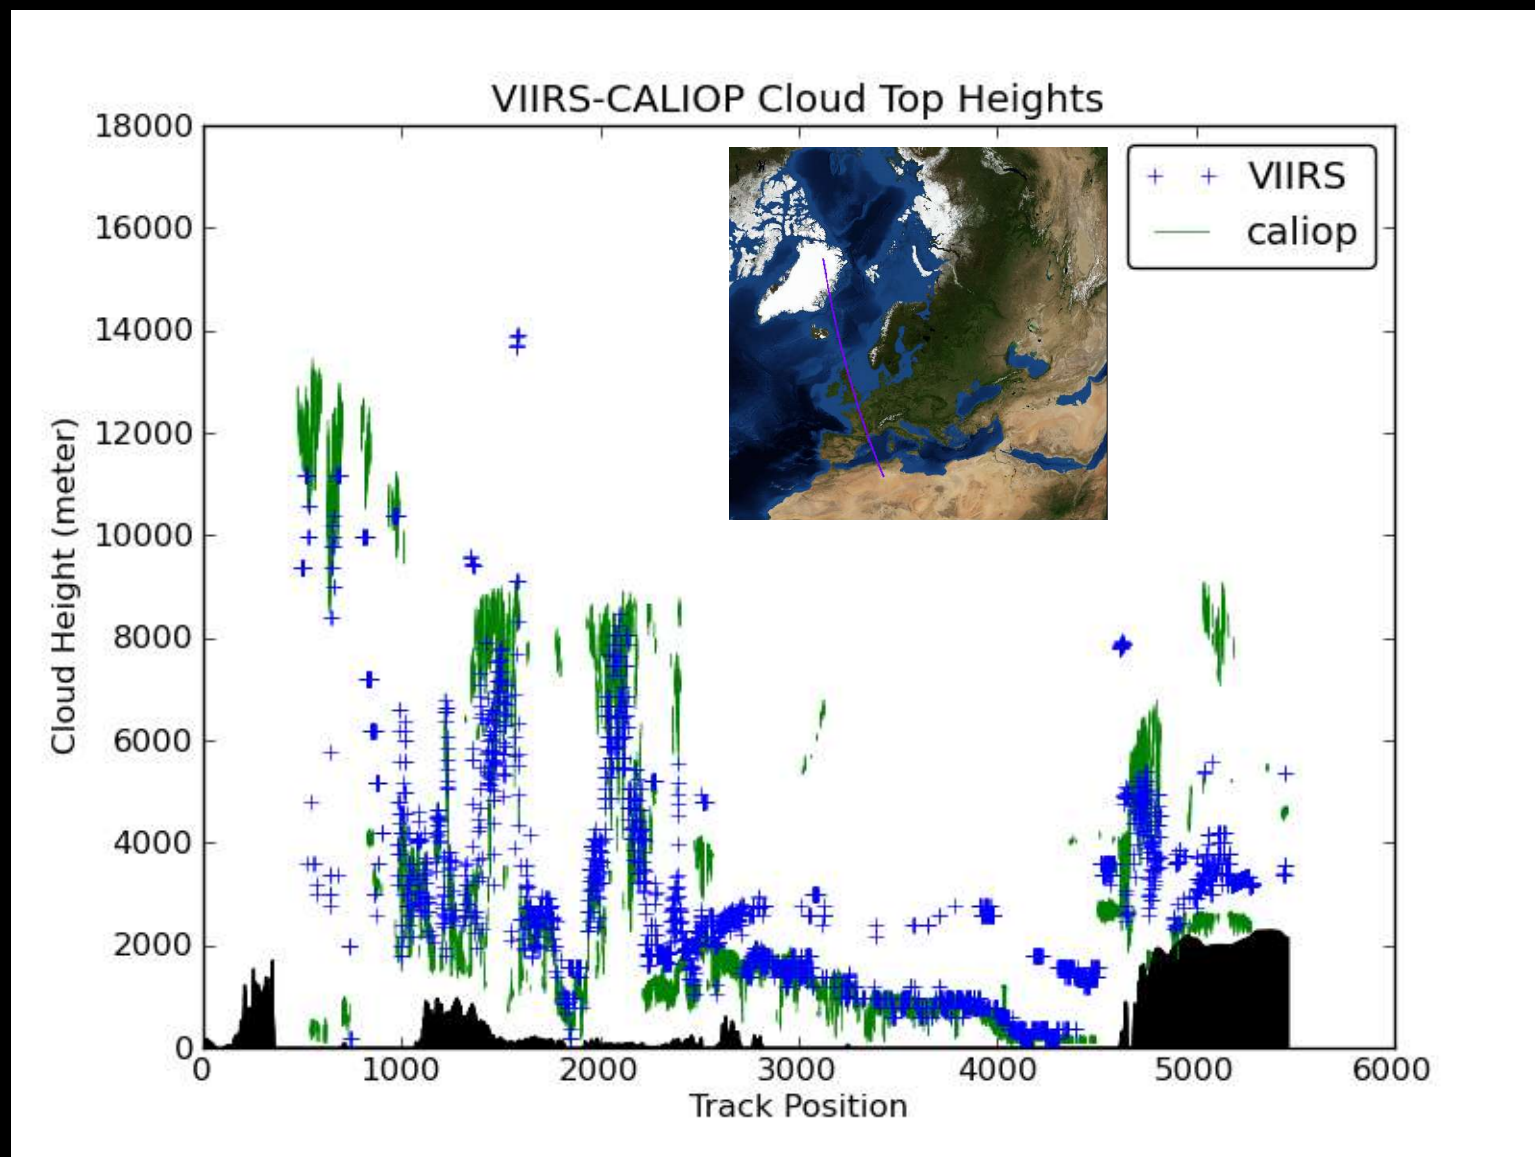 VIIRS-CALIOP Cloud Top Heights
18000
16000
14000
12000
10000
8000
6000
4000
2000
0
Cloud Height (meter)
VIIRS
caliop
0 1000 2000 3000 4000 5000 6000
Track Position